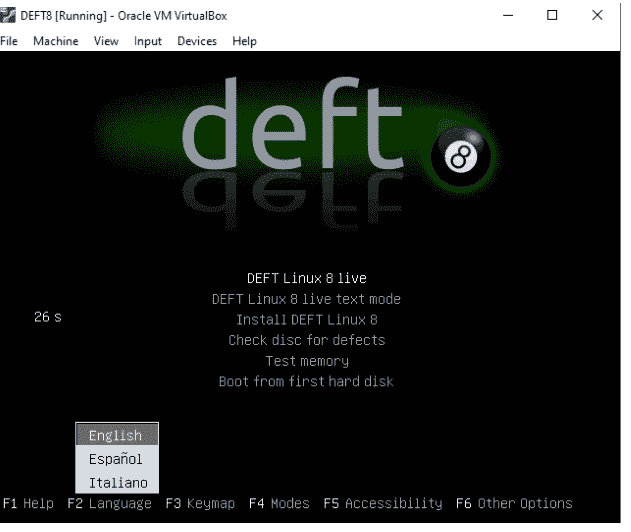 DEFT8 [Running] - Oracle VM VirtualBox
File Machine View Input Devices Help
deft 8
DEFT Linux 8 live
DEFT Linux 8 live text mode
26 s
Install DEFT Linux 8
Check disc for defects
Test memory
Boot from first hard disk
English
Español
Italiano
F1 Help F2 Language F3 Keymap F4 Modes F5 Accessibility F6 Other Options